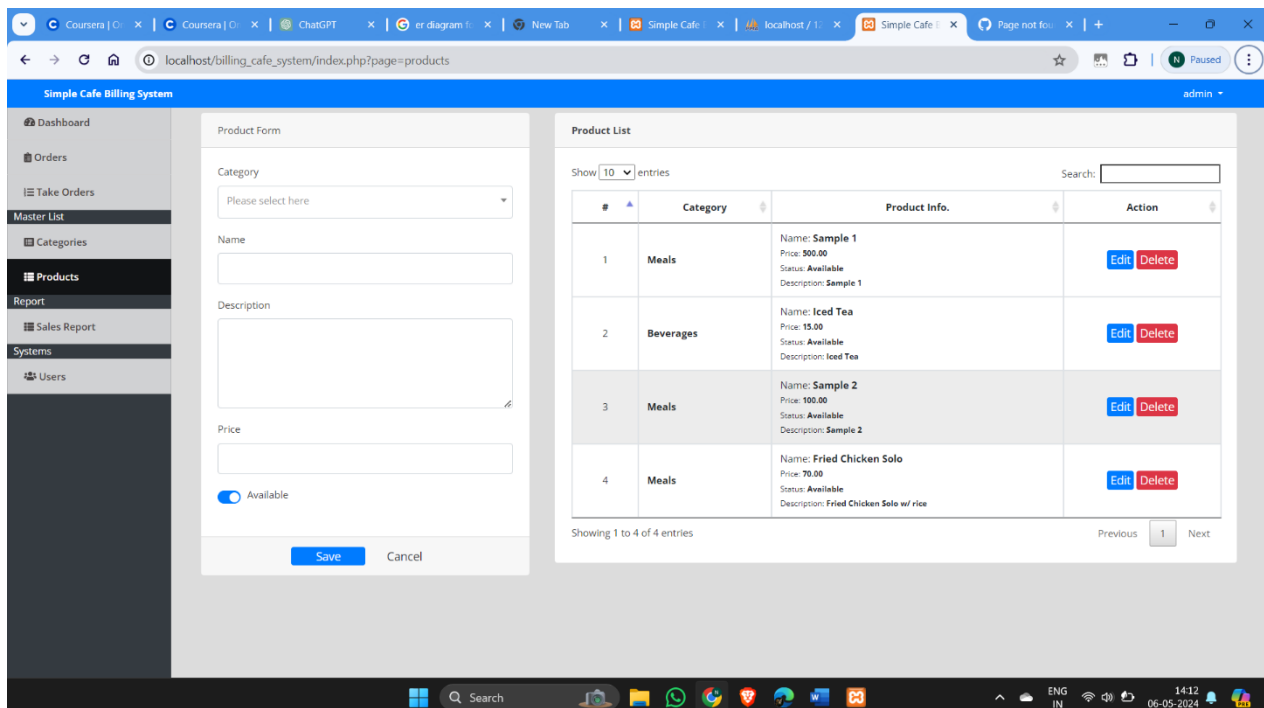 Coursera | O
Coursera | O
ChatGPT
er diagram fo
New Tab
Simple Cafe
localhost / 12
Simple Cafe
Page not fou
localhost/billing_cafe_system/index.php?page=products
N Paused
Simple Cafe Billing System
admin
Dashboard
Orders
Take Orders
Master List
Categories
Products
Report
Sales Report
Systems
Users
Product Form
Category
Please select here
Name
Description
Price
Available
Save Cancel
Product List
Show 10 entries
Search:
# Category Product Info. Action
1 Meals
Name: Sample 1
Price: 500.00
Status: Available
Description: Sample 1
Edit Delete
2 Beverages
Name: Iced Tea
Price: 15.00
Status: Available
Description: Iced Tea
Edit Delete
3 Meals
Name: Sample 2
Price: 100.00
Status: Available
Description: Sample 2
Edit Delete
4 Meals
Name: Fried Chicken Solo
Price: 70.00
Status: Available
Description: Fried Chicken Solo w/ rice
Edit Delete
Showing 1 to 4 of 4 entries
Previous 1 Next
Search
ENG
IN
14:12
06-05-2024